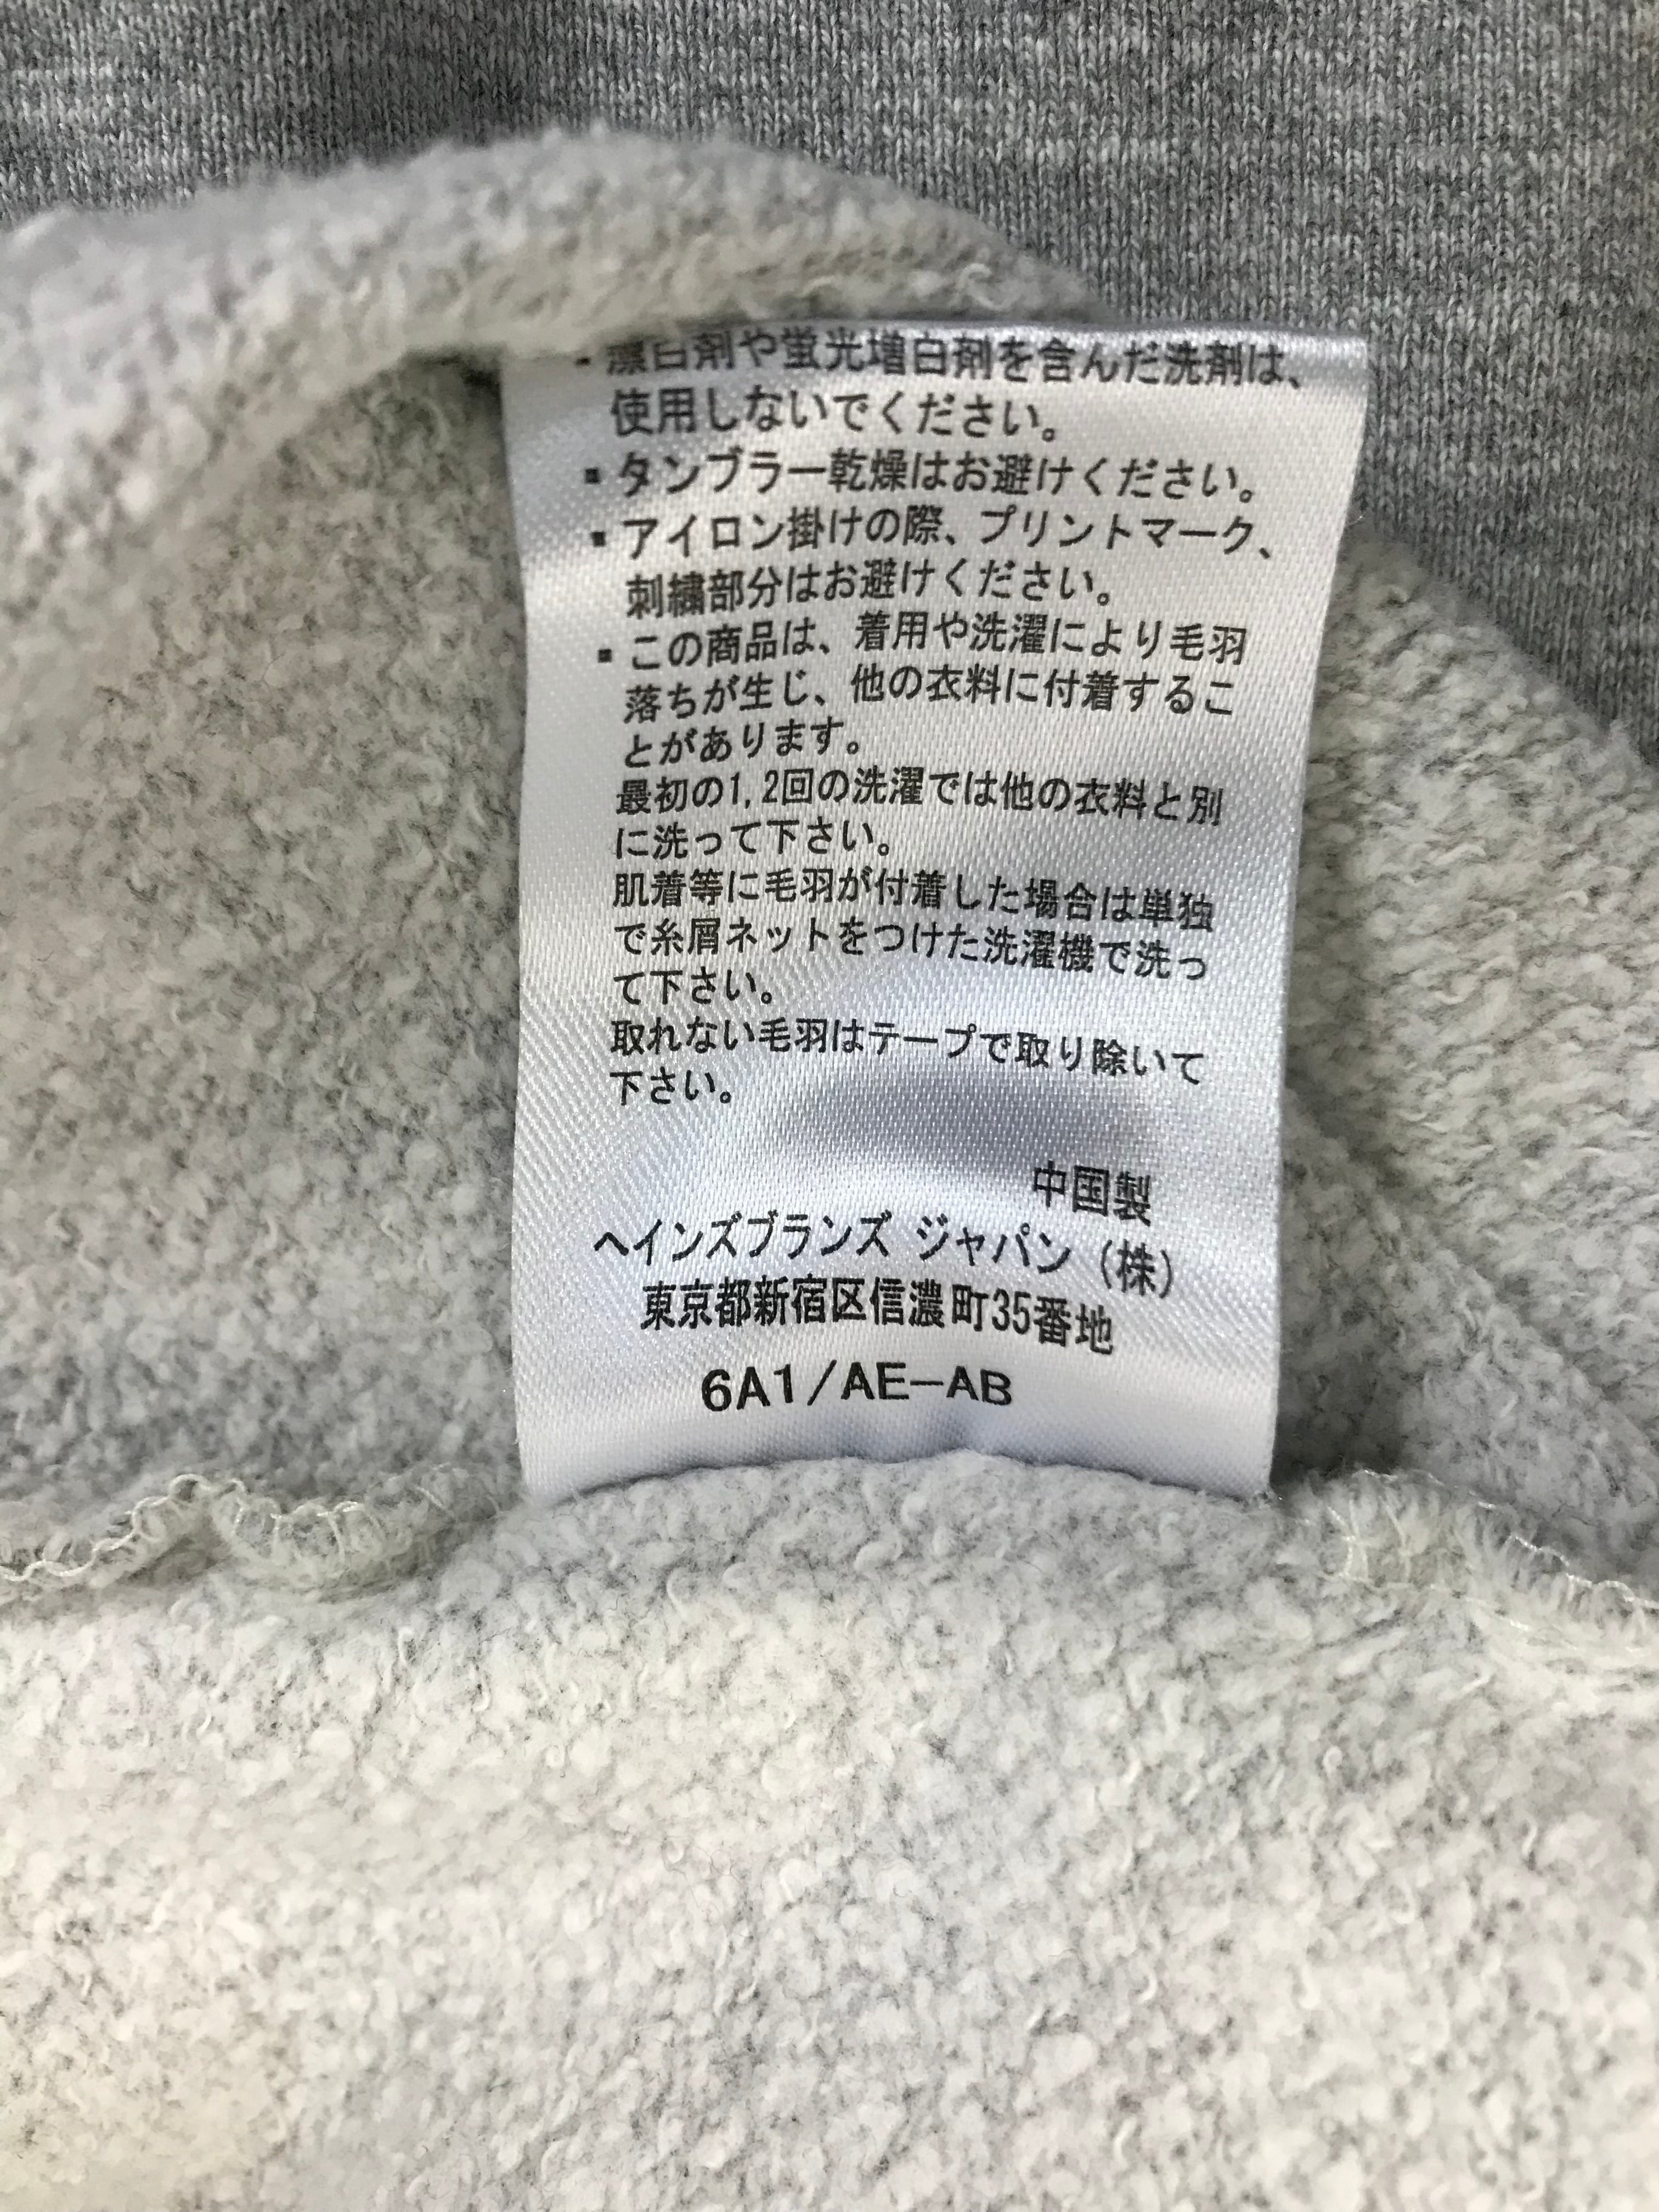 ▪漂白剤や蛍光増白剤を含んだ洗剤は、
使用しないでください。
▪タンブラー乾燥はお避けください。
▪アイロン掛けの際、プリントマーク、
刺繍部分はお避けください。
▪この商品は、着用や洗濯により毛羽
落ちが生じ、他の衣料に付着するこ
とがあります。
最初の1,2回の洗濯では他の衣料と別
に洗って下さい。
肌着等に毛羽が付着した場合は単独
で糸屑ネットをつけた洗濯機で洗っ
て下さい。
取れない毛羽はテープで取り除いて
下さい。
中国製
ヘインズブランズ ジャパン（株）
東京都新宿区信濃町35番地
6A1/AE-AB